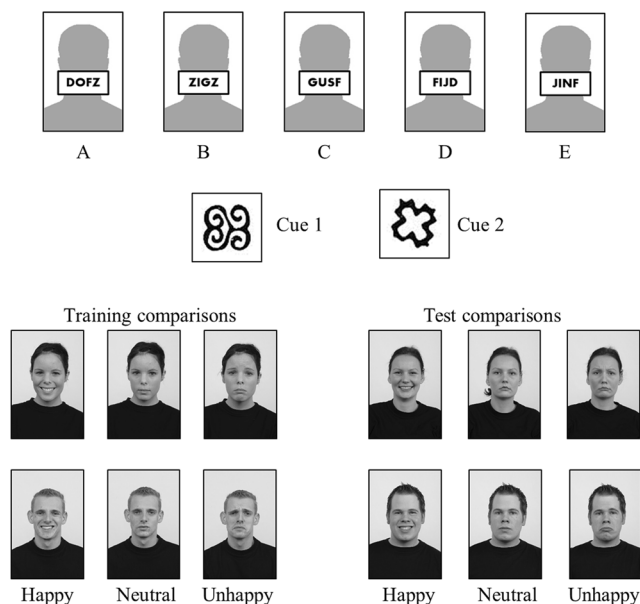 DOFZ ZIGZ GUSF FIJD JINF
A B C D E
Cue 1 Cue 2
Training comparisons Test comparisons
Happy Neutral Unhappy Happy Neutral Unhappy